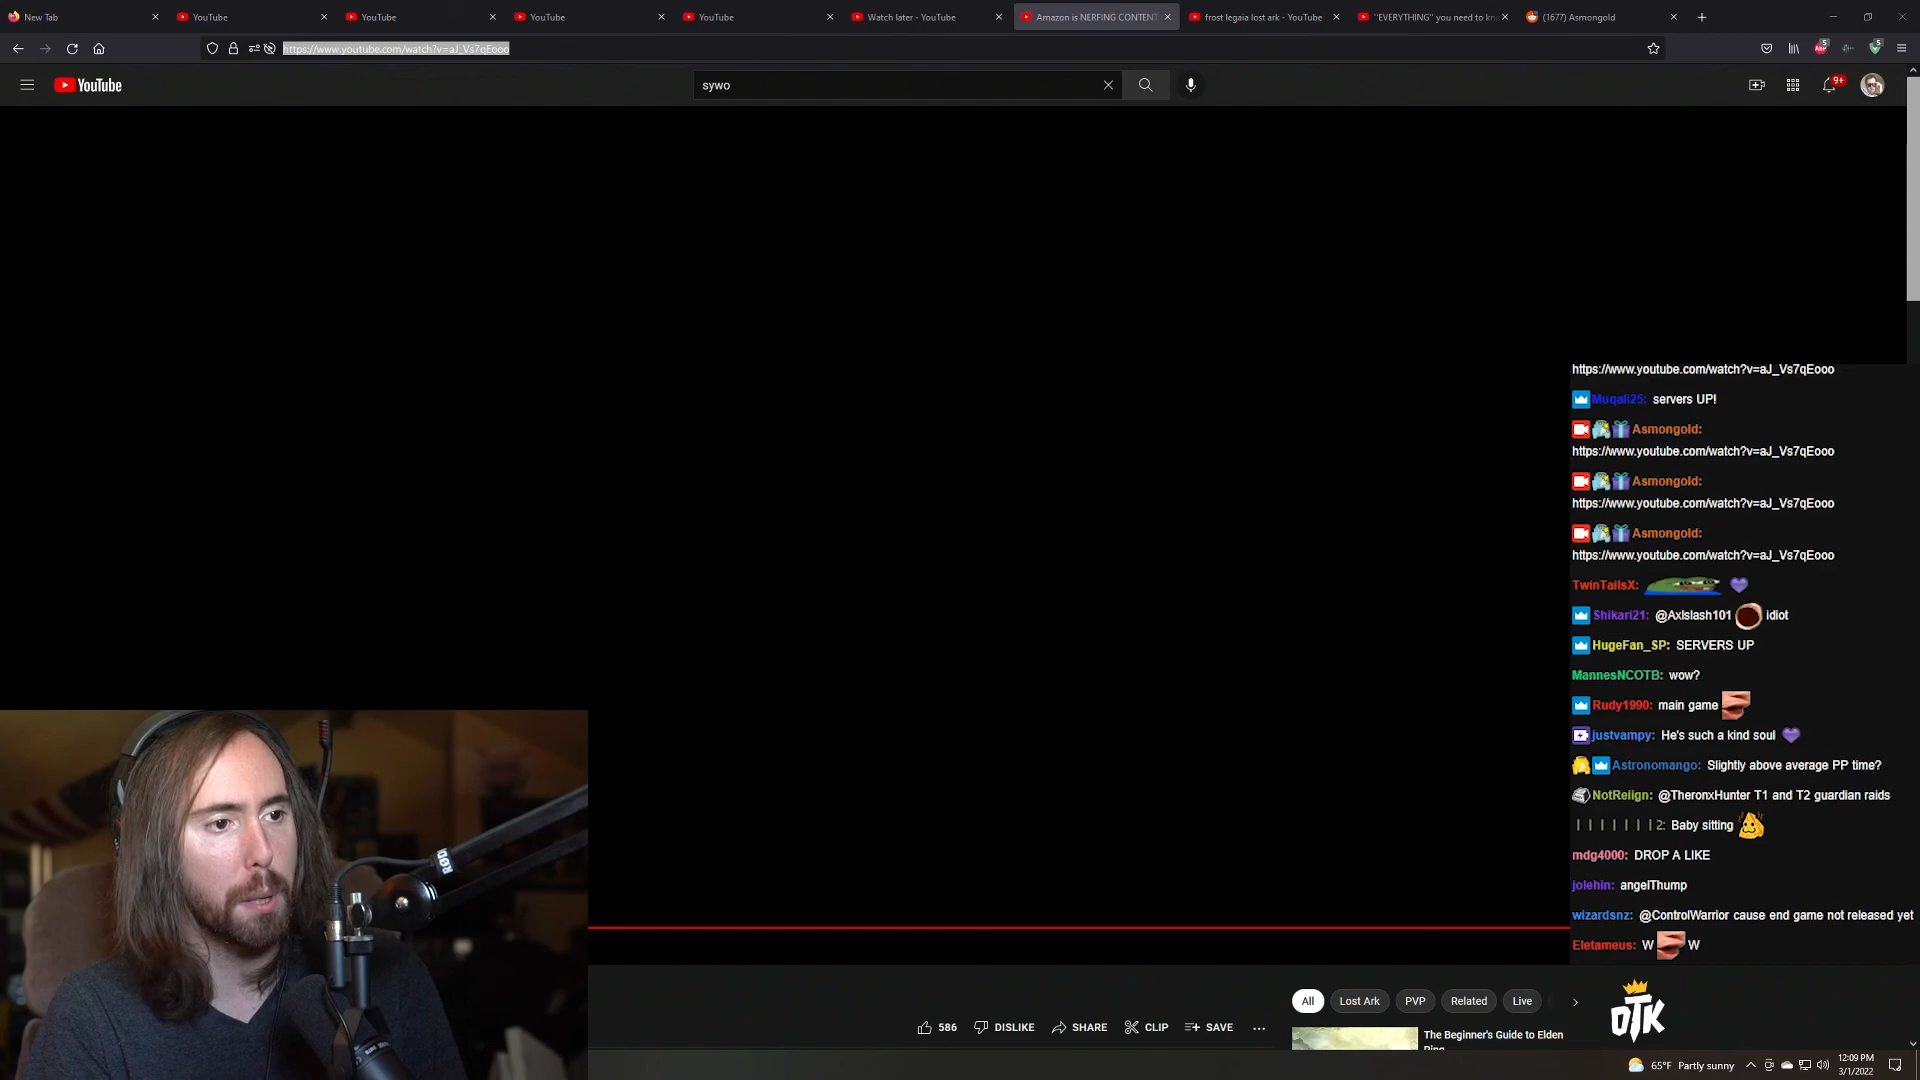 New Tab
YouTube
YouTube
YouTube
YouTube
Watch later - YouTube
Amazon is NERFING CONTENT
frost legaia lost ark - YouTube
"EVERYTHING" you need to kn
(1677) Asmongold
https://www.youtube.com/watch?v=aJ_Vs7qEooo
5
5
YouTube
sywo
9+
https://www.youtube.com/watch?v=aJ_Vs7qEooo
Muqali25: servers UP!
Asmongold:
https://www.youtube.com/watch?v=aJ_Vs7qEooo
Asmongold:
https://www.youtube.com/watch?v=aJ_Vs7qEooo
Asmongold:
https://www.youtube.com/watch?v=aJ_Vs7qEooo
TwinTailsX:
Shikari21: @Axlslash101 idiot
HugeFan_SP: SERVERS UP
MannesNCOTB: wow?
Rudy1990: main game
justvampy: He's such a kind soul
Astronomango: Slightly above average PP time?
NotReiign: @TheronxHunter T1 and T2 guardian raids
| | | | | | | 2: Baby sitting
mdg4000: DROP A LIKE
jolehin: angelThump
wizardsnz: @ControlWarrior cause end game not released yet
Eletameus: W W
RØDE
All
Lost Ark
PVP
Related
Live
OTK
586
DISLIKE
SHARE
CLIP
SAVE
The Beginner's Guide to Elden
Ring
65°F Partly sunny
12:09 PM
3/1/2022